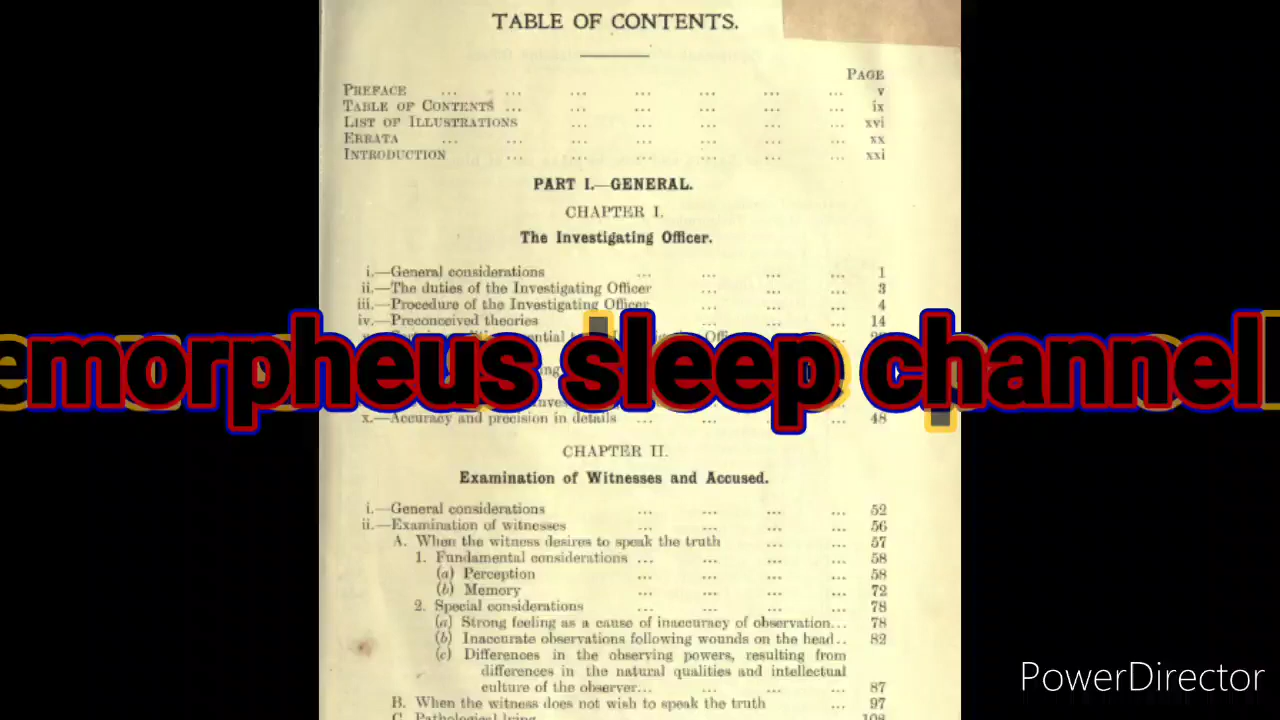 TABLE OF CONTENTS.
PAGE
PREFACE ... ... ... ... ... ... v
TABLE OF CONTENTS ... ... ... ... ... ix
LIST OF ILLUSTRATIONS ... ... ... ... ... xvi
ERRATA ... ... ... ... ... ... xx
INTRODUCTION ... ... ... ... ... xxi
PART I.—GENERAL.
CHAPTER I.
The Investigating Officer.
i.—General considerations ... ... ... ... 1
ii.—The duties of the Investigating Officer ... ... ... 3
iii.—Procedure of the Investigating Officer ... ... ... 4
iv.—Preconceived theories ... ... ... ... 14
morpheus sleep channel
x.—Accuracy and precision in details ... ... ... ... 48
CHAPTER II.
Examination of Witnesses and Accused.
i.—General considerations ... ... ... ... 52
ii.—Examination of witnesses ... ... ... ... 56
A. When the witness desires to speak the truth ... ... 57
1. Fundamental considerations ... ... ... ... 58
(a) Perception ... ... ... ... 58
(b) Memory ... ... ... ... 72
2. Special considerations ... ... ... ... 78
(a) Strong feeling as a cause of inaccuracy of observation... 78
(b) Inaccurate observations following wounds on the head.. 82
(c) Differences in the observing powers, resulting from
differences in the natural qualities and intellectual
culture of the observer... ... ... ... 87
B. When the witness does not wish to speak the truth ... 97
PowerDirector